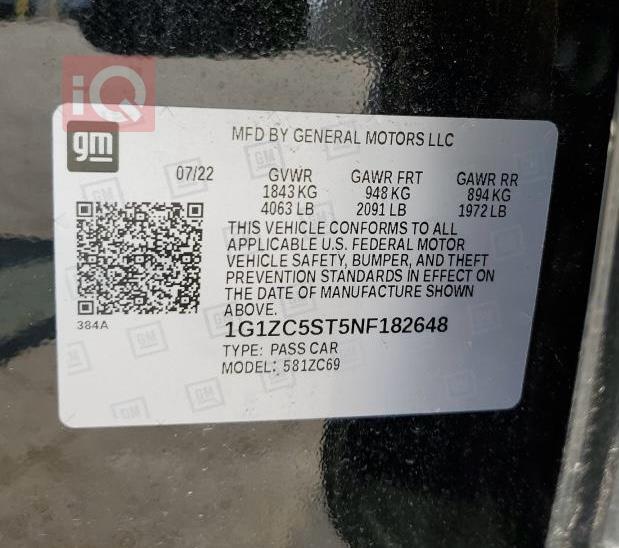 iQ
gm
MFD BY GENERAL MOTORS LLC
07/22 GVWR GAWR FRT GAWR RR
1843 KG 948 KG 894 KG
4063 LB 2091 LB 1972 LB
THIS VEHICLE CONFORMS TO ALL
APPLICABLE U.S. FEDERAL MOTOR
VEHICLE SAFETY, BUMPER, AND THEFT
PREVENTION STANDARDS IN EFFECT ON
THE DATE OF MANUFACTURE SHOWN
ABOVE.
384A
1G1ZC5ST5NF182648
TYPE: PASS CAR
MODEL: 581ZC69